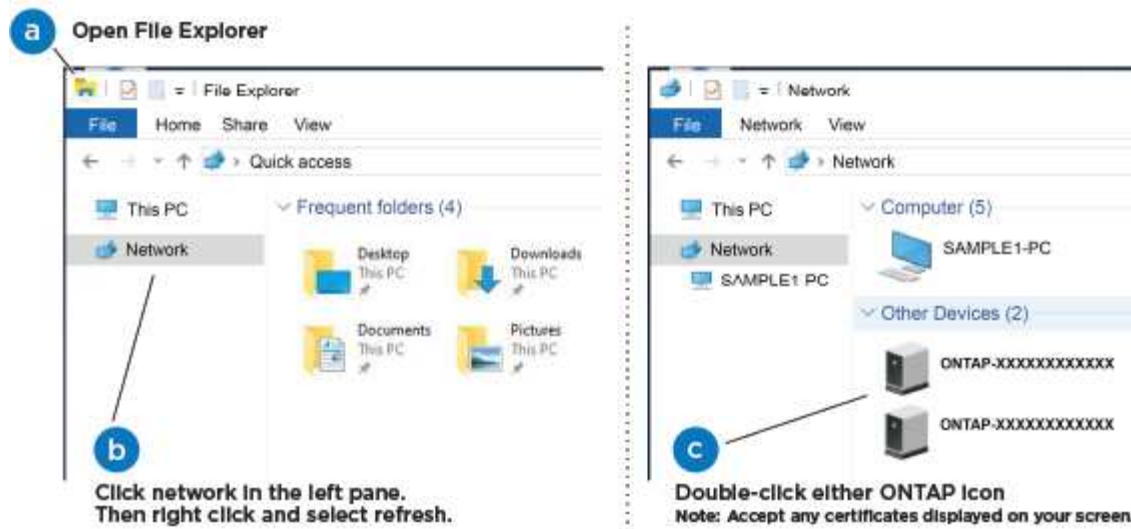 a Open File Explorer
File Explorer
File Home Share View
Quick access
This PC
Network
Frequent folders (4)
Desktop
This PC
Downloads
This PC
Documents
This PC
Pictures
This PC
b
Click network in the left pane.
Then right click and select refresh.
Network
File Network View
Network
This PC
Network
SAMPLE1 PC
Computer (5)
SAMPLE1-PC
Other Devices (2)
ONTAP-XXXXXXXXXXXX
ONTAP-XXXXXXXXXXXX
c
Double-click either ONTAP icon
Note: Accept any certificates displayed on your screen